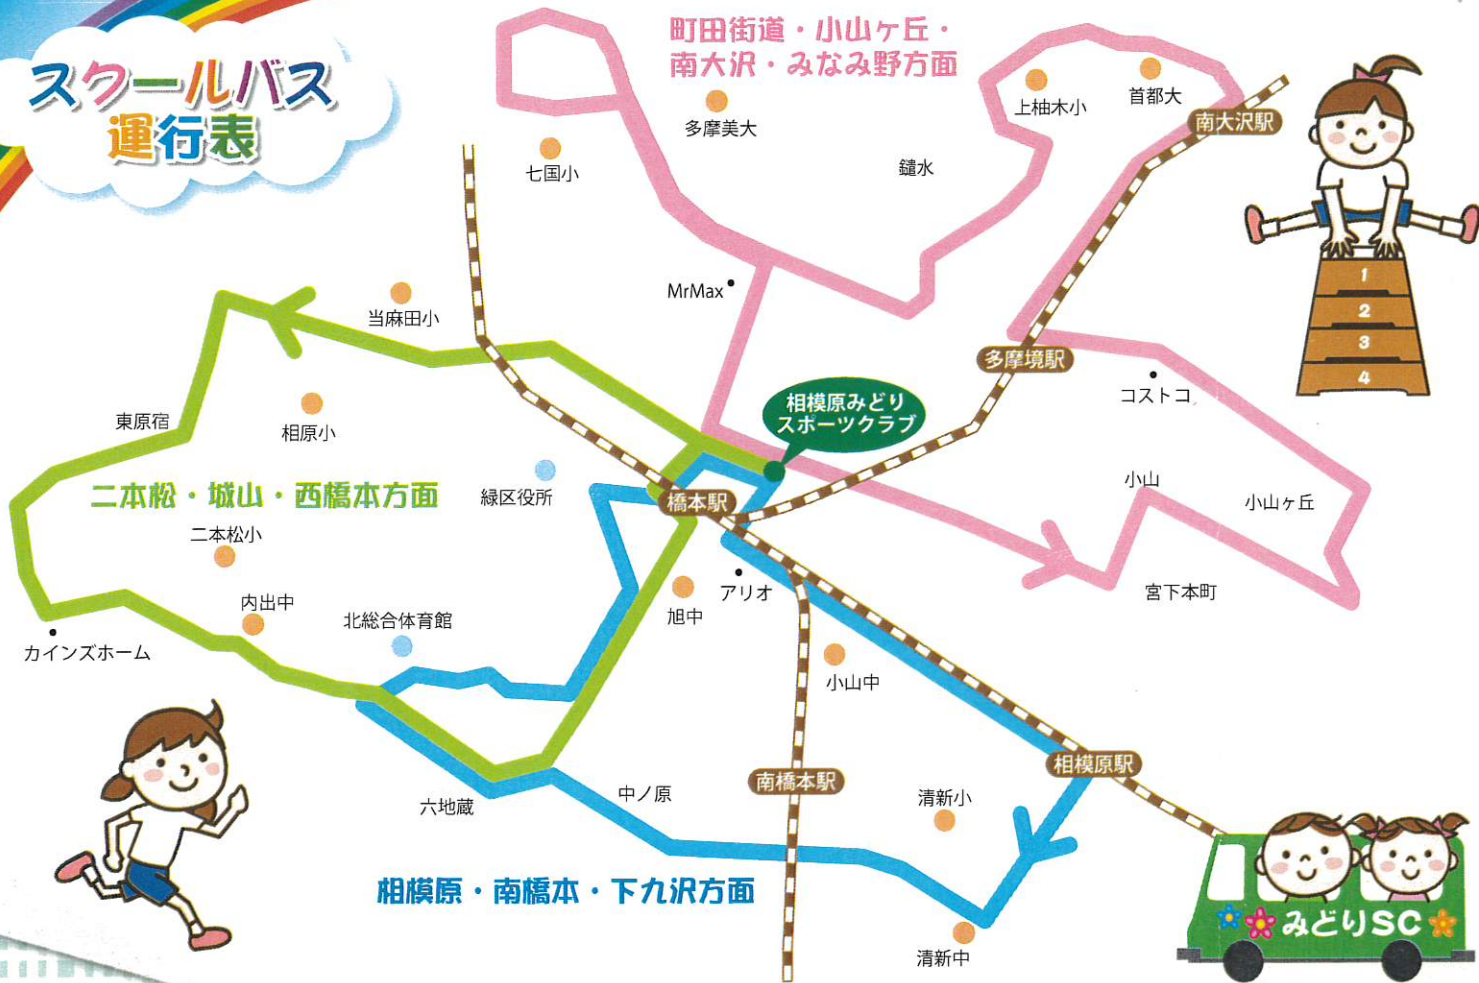 スクールバス
運行表
町田街道・小山ヶ丘・
南大沢・みなみ野方面
多摩美大
七国小
鑓水
上柚木小
首都大
南大沢駅
MrMax
当麻田小
多摩境駅
コストコ
相模原みどり
スポーツクラブ
東原宿
相原小
二本松・城山・西橋本方面
緑区役所
橋本駅
小山
小山ヶ丘
二本松小
アリオ
宮下本町
内出中
旭中
北総合体育館
カインズホーム
小山中
相模原駅
南橋本駅
六地蔵
中ノ原
清新小
相模原・南橋本・下九沢方面
清新中
1
2
3
4
みどりSC